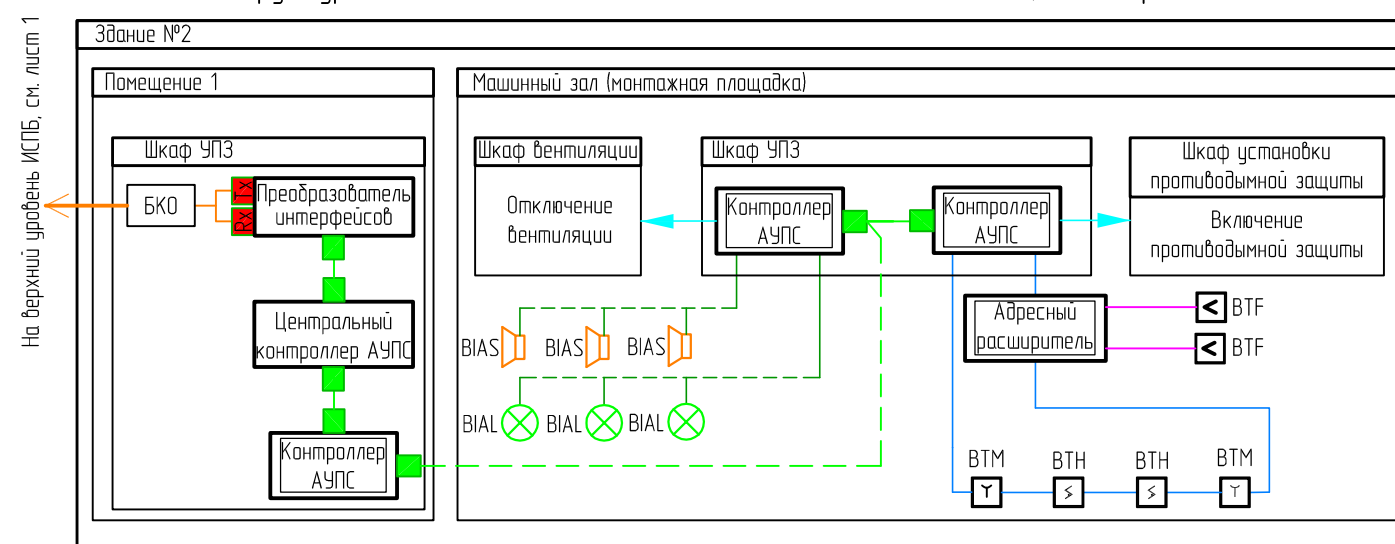 Здание №2
На верхний уровень ИСПБ, см. лист 1
Помещение 1
Шкаф УПЗ
БКО
TX
RX
Преобразователь
интерфейсов
Центральный
контроллер АУПС
Контроллер
АУПС
Машинный зал (монтажная площадка)
Шкаф вентиляции
Отключение
вентиляции
Шкаф УПЗ
Контроллер
АУПС
Контроллер
АУПС
Шкаф установки
противодымной защиты
Включение
противодымной защиты
Адресный
расширитель
BTF
BTF
BIAS
BIAS
BIAS
BIAL
BIAL
BIAL
BTM
BTH
BTH
BTM